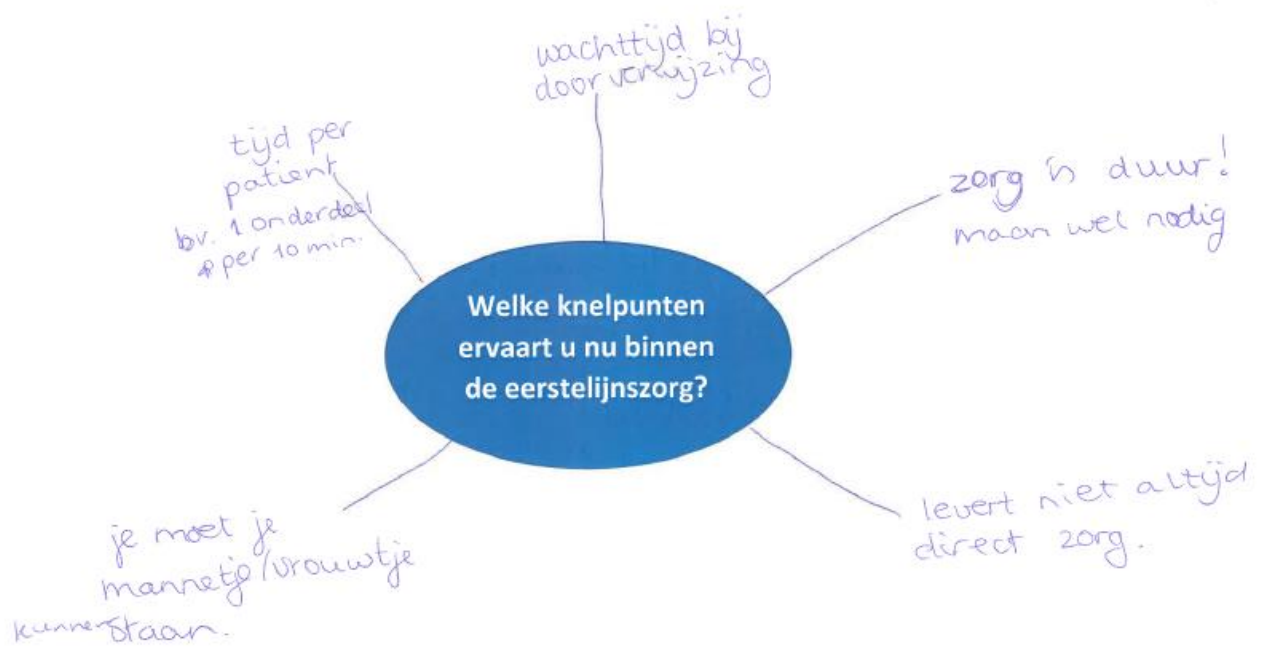 wachttijd bij
doorverwijzing
tijd per
patient
bv. 1 onderdeel
per 10 min.
zorg is duur!
maar wel nodig
Welke knelpunten
ervaart u nu binnen
de eerstelijnszorg?
je moet je
mannetje/vrouwtje
kunnen staan.
levert niet altijd
direct zorg.